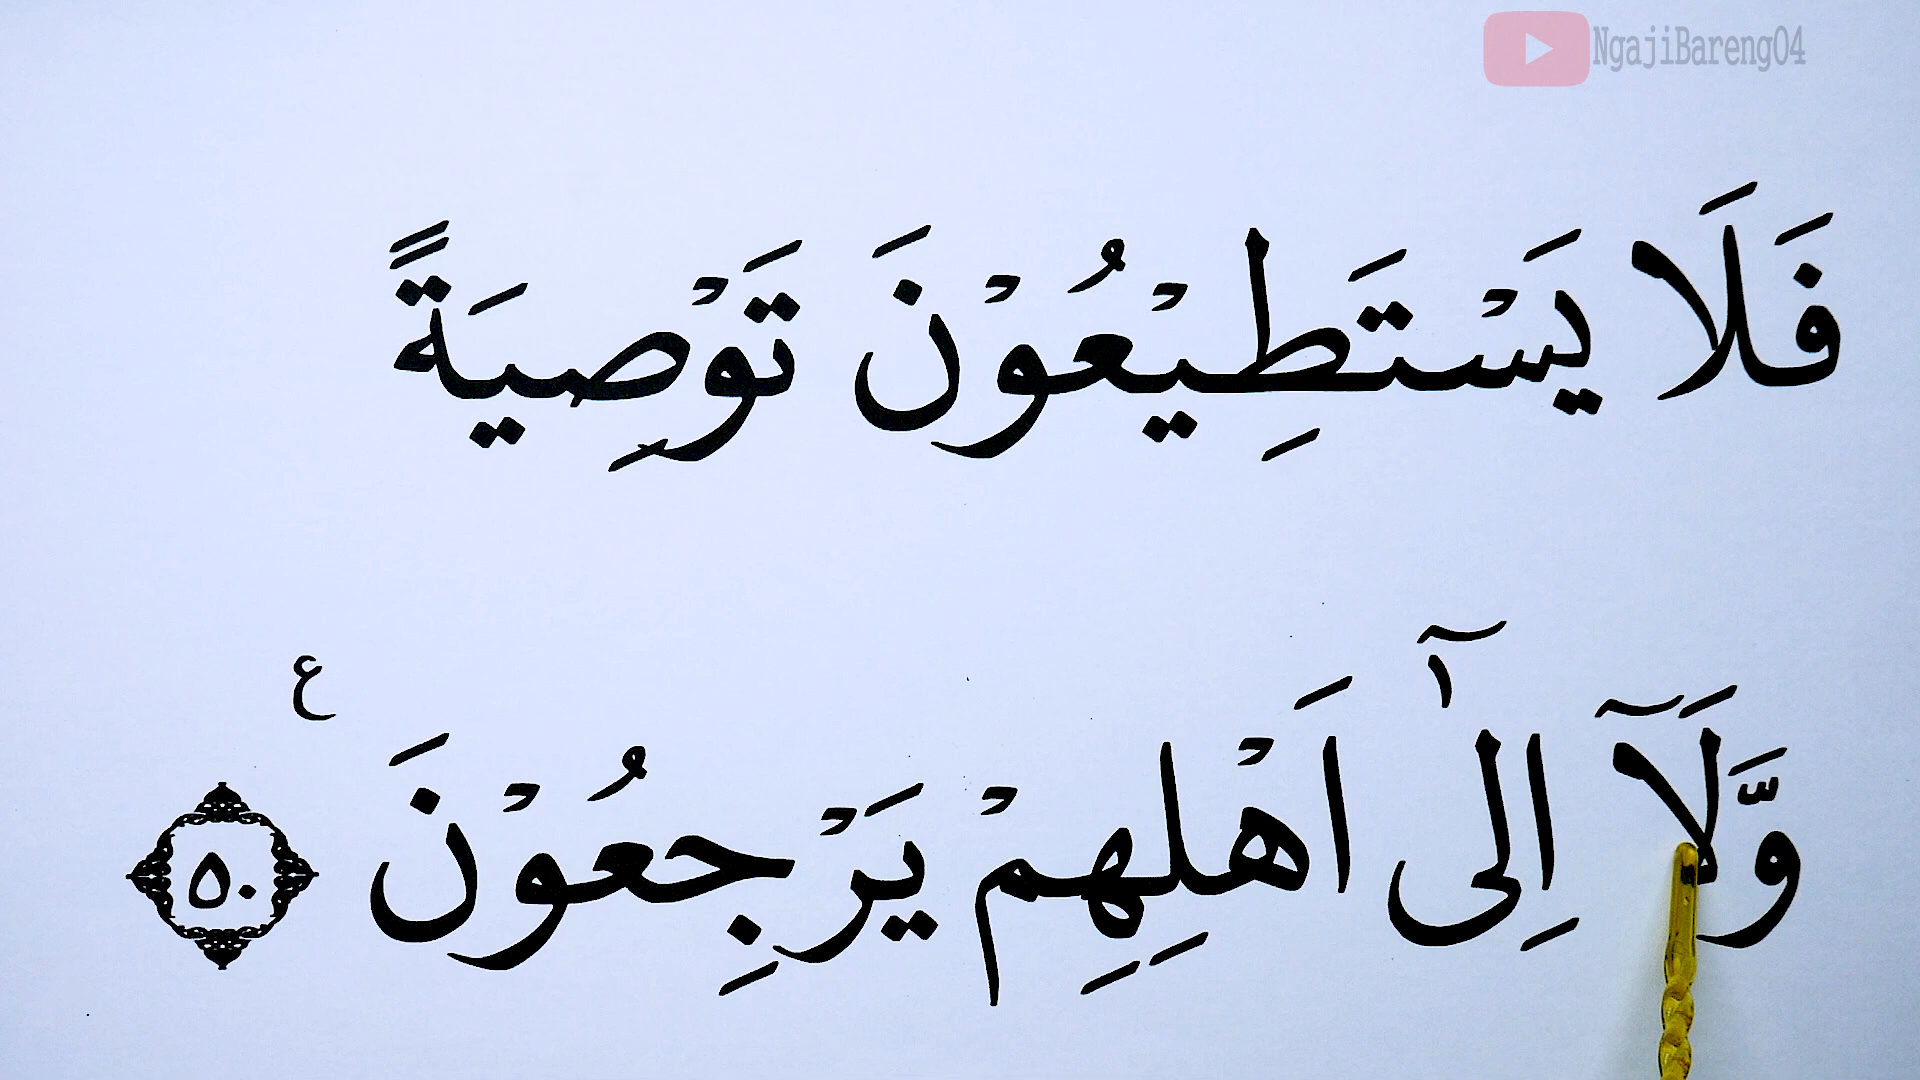 NgajiBareng04
فَلَا يَسْتَطِيْعُوْنَ تَوْصِيَةً
وَّلَآ اِلٰٓى اَهْلِهِمْ يَرْجِعُوْنَ ࣖ ٥٠